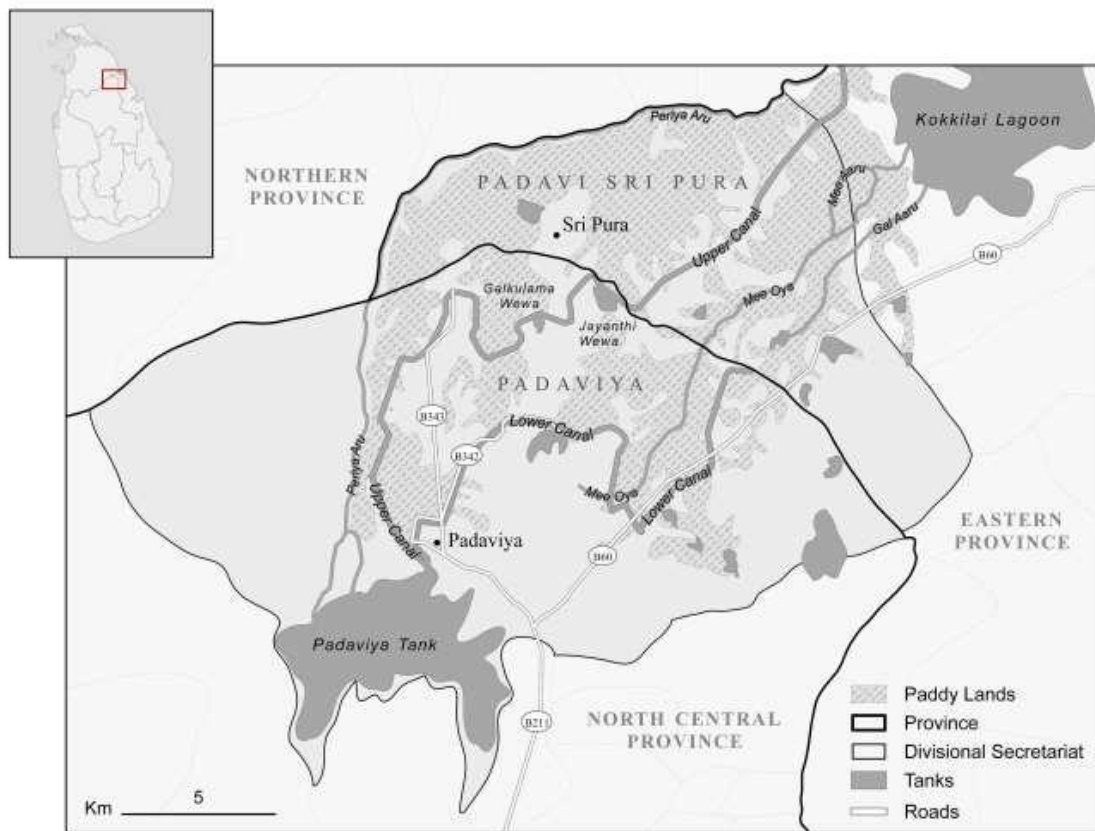 Periya Aru
Kokkilai Lagoon
NORTHERN
PROVINCE
PADAVI SRI PURA
Mee Aaru
Sri Pura
Upper Canal
Gal Aaru
B60
Galkulama
Wewa
Mee Oya
Jayanthi
Wewa
PADAVIYA
B343
Lower Canal
B342
Periya Aru
Upper Canal
Mee Oya
Lower Canal
EASTERN
PROVINCE
Padaviya
B60
Padaviya Tank
NORTH CENTRAL
PROVINCE
B211
Paddy Lands
Province
Divisional Secretariat
Tanks
Roads
Km 5